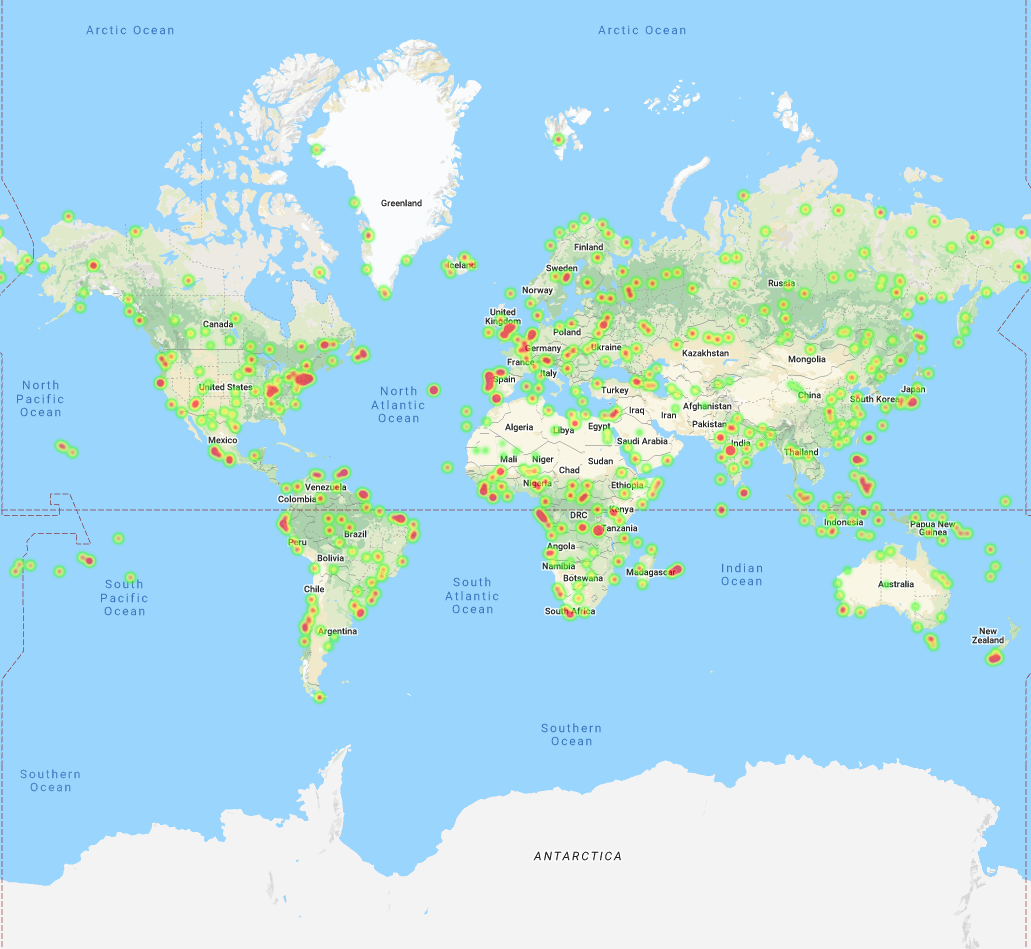 Arctic Ocean
Arctic Ocean
Greenland
Iceland
Finland
Sweden
Norway
Russia
United
Kingdom
Canada
Poland
Germany
Ukraine
France
Kazakhstan
Mongolia
Italy
Spain
United States
North
Pacific
Ocean
North
Atlantic
Ocean
Turkey
China
South Korea
Japan
Iraq
Iran
Afghanistan
Pakistan
Algeria
Libya
Egypt
Saudi Arabia
India
Mexico
Mali
Niger
Chad
Sudan
Thailand
Venezuela
Nigeria
Ethiopia
Colombia
DRC
Kenya
Tanzania
Indonesia
Papua New
Guinea
Peru
Brazil
Angola
Bolivia
Namibia
Botswana
Madagascar
Indian
Ocean
South
Pacific
Ocean
Chile
South
Atlantic
Ocean
Australia
South Africa
Argentina
New
Zealand
Southern
Ocean
Southern
Ocean
ANTARCTICA